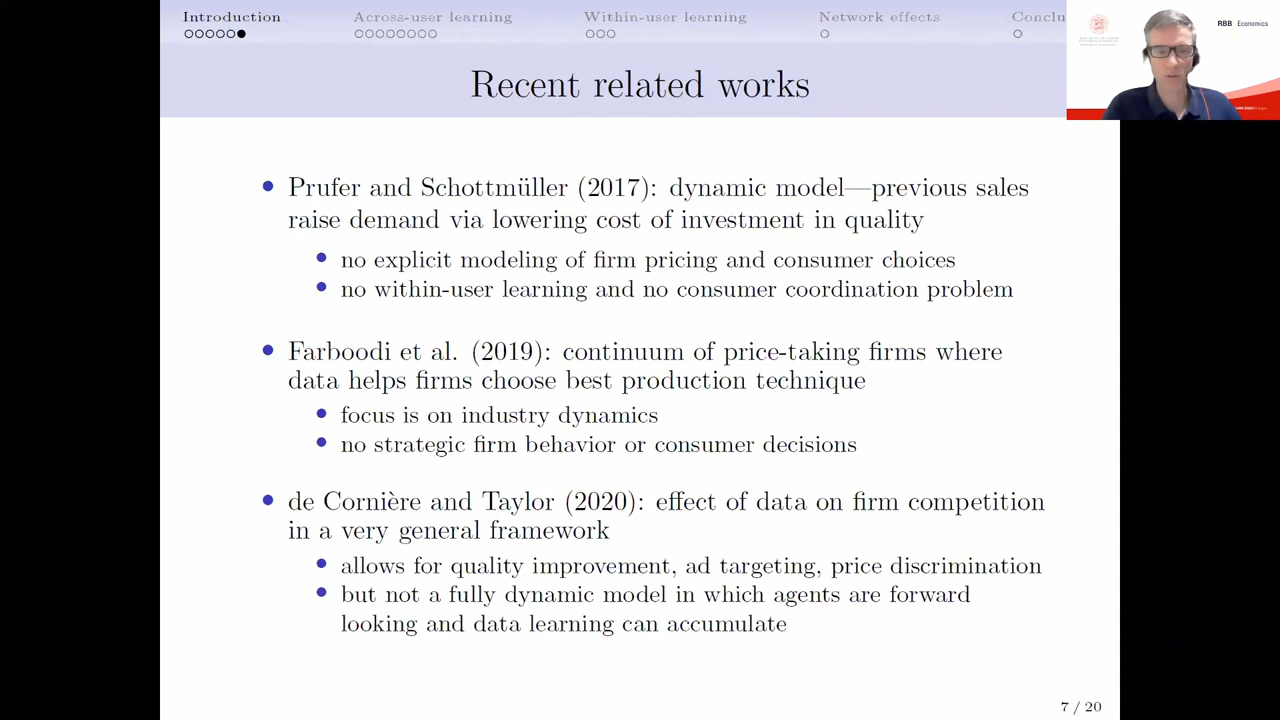 Introduction
Across-user learning
Within-user learning
Network effects
Conclu
RBB Economics
Recent related works
• Prufer and Schottmüller (2017): dynamic model—previous sales
raise demand via lowering cost of investment in quality
• no explicit modeling of firm pricing and consumer choices
• no within-user learning and no consumer coordination problem
• Farboodi et al. (2019): continuum of price-taking firms where
data helps firms choose best production technique
• focus is on industry dynamics
• no strategic firm behavior or consumer decisions
• de Cornière and Taylor (2020): effect of data on firm competition
in a very general framework
• allows for quality improvement, ad targeting, price discrimination
• but not a fully dynamic model in which agents are forward
looking and data learning can accumulate
7 / 20